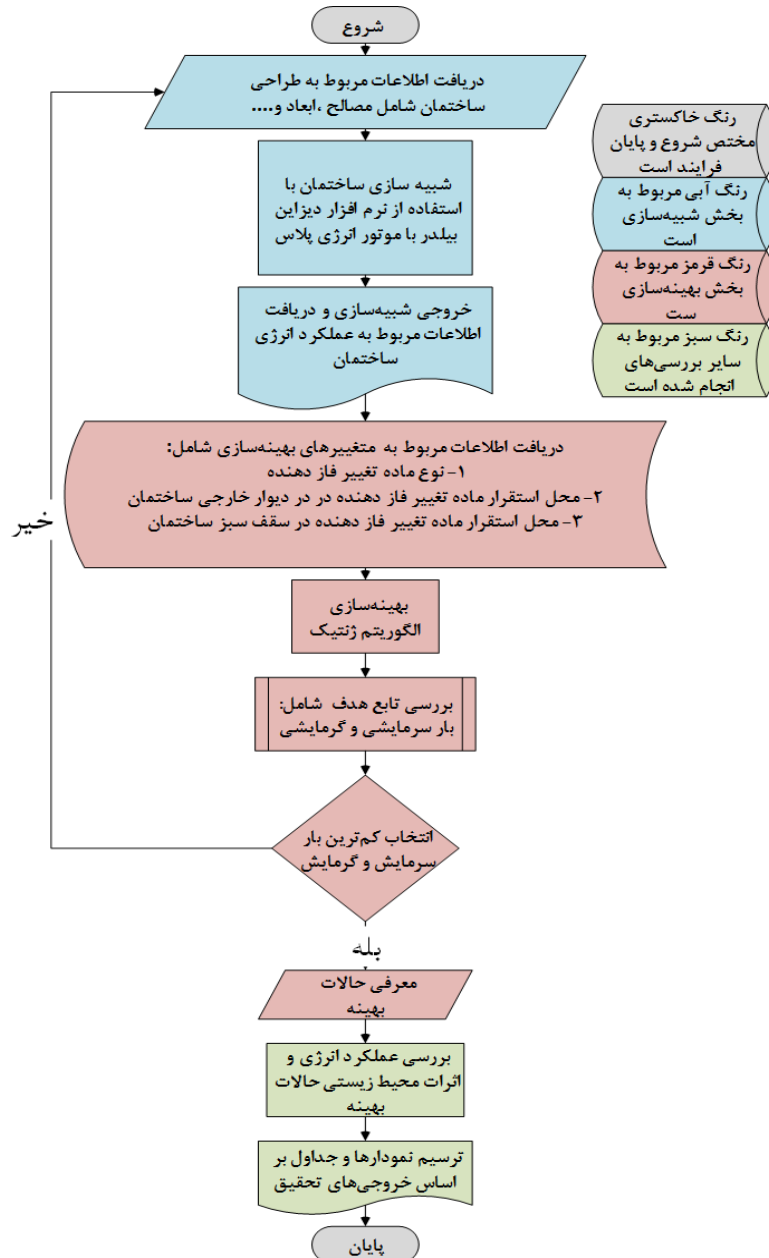 شروع
دریافت اطلاعات مربوط به طراحی
ساختمان شامل مصالح ،ابعاد و....
شبیه سازی ساختمان با
استفاده از نرم افزار دیزاین
بیلدر با موتور انرژی پلاس
خروجی شبیه‌سازی و دریافت
اطلاعات مربوط به عملکرد انرژی
ساختمان
دریافت اطلاعات مربوط به متغییرهای بهینه‌سازی شامل:
۱- نوع ماده تغییر فاز دهنده
۲- محل استقرار ماده تغییر فاز دهنده در در دیوار خارجی ساختمان
۳- محل استقرار ماده تغییر فاز دهنده در سقف سبز ساختمان
بهینه‌سازی
الگوریتم ژنتیک
بررسی تابع هدف شامل:
بار سرمایشی و گرمایشی
انتخاب کم‌ترین بار
سرمایش و گرمایش
خیر
بله
معرفی حالات
بهینه
بررسی عملکرد انرژی و
اثرات محیط زیستی حالات
بهینه
ترسیم نمودارها و جداول بر
اساس خروجی‌های تحقیق
پایان
رنگ خاکستری
مختص شروع و پایان
فرایند است
رنگ آبی مربوط به
بخش شبیه‌سازی
است
رنگ قرمز مربوط به
بخش بهینه‌سازی
ست
رنگ سبز مربوط به
سایر بررسی‌های
انجام شده است